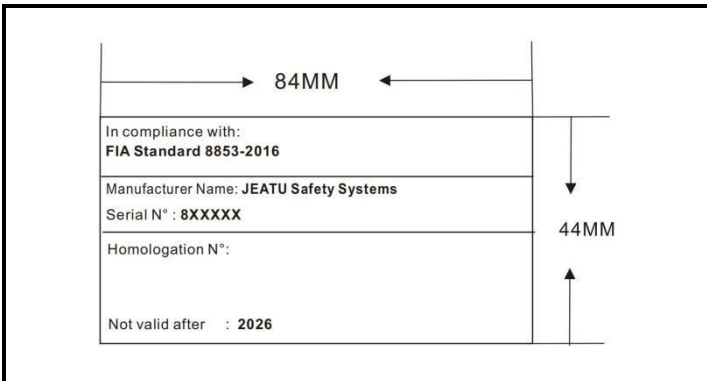 84MM
In compliance with:
FIA Standard 8853-2016
Manufacturer Name: JEATU Safety Systems
Serial N° : 8XXXXX
44MM
Homologation N°:
Not valid after : 2026